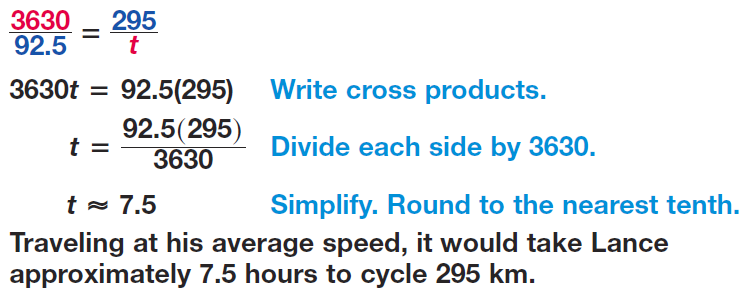 3630/92.5 = 295/t
3630t = 92.5(295) Write cross products.
t = 92.5(295)/3630 Divide each side by 3630.
t ≈ 7.5 Simplify. Round to the nearest tenth.
Traveling at his average speed, it would take Lance
approximately 7.5 hours to cycle 295 km.